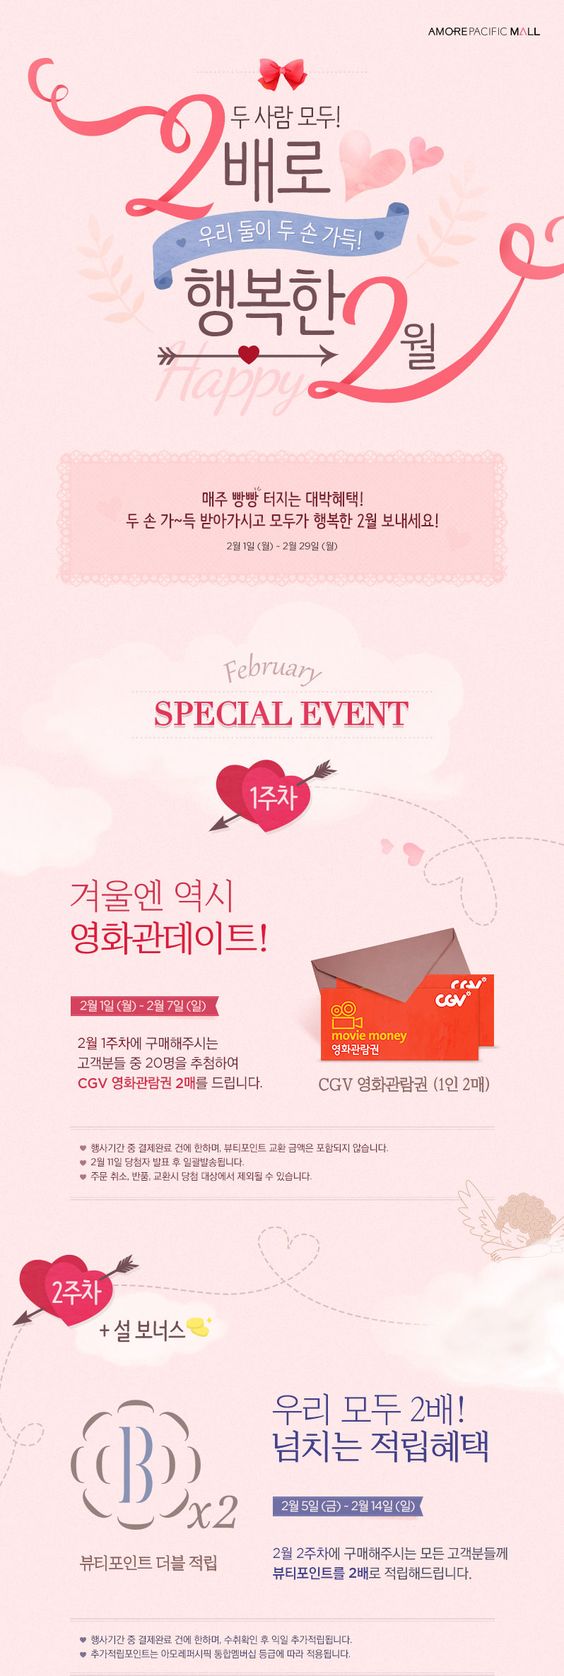 AMOREPACIFIC MALL
두 사람 모두!
2배로
우리 둘이 두 손 가득!
행복한 2월
Happy
매주 빵빵 터지는 대박혜택!
두 손 가~득 받아가시고 모두가 행복한 2월 보내세요!
2월 1일 (월) - 2월 29일 (월)
February
SPECIAL EVENT
1주차
겨울엔 역시
영화관데이트!
2월 1일 (월) - 2월 7일 (일)
2월 1주차에 구매해주시는
고객분들 중 20명을 추첨하여
CGV 영화관람권 2매를 드립니다.
CGV
CGV
movie money
영화관람권
CGV 영화관람권 (1인 2매)
행사기간 중 결제완료 건에 한하며, 뷰티포인트 교환 금액은 포함되지 않습니다.
2월 11일 당첨자 발표 후 일괄발송됩니다.
주문 취소, 반품, 교환시 당첨 대상에서 제외될 수 있습니다.
2주차
+ 설 보너스
B
x2
뷰티포인트 더블 적립
우리 모두 2배!
넘치는 적립혜택
2월 5일 (금) - 2월 14일 (일)
2월 2주차에 구매해주시는 모든 고객분들께
뷰티포인트를 2배로 적립해드립니다.
행사기간 중 결제완료 건에 한하며, 수취확인 후 익일 추가적립됩니다.
추가적립포인트는 아모레퍼시픽 통합멤버십 등급에 따라 적용됩니다.